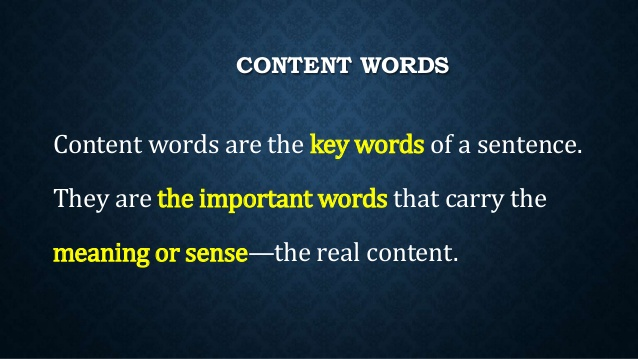 CONTENT WORDS
Content words are the key words of a sentence.
They are the important words that carry the
meaning or sense—the real content.